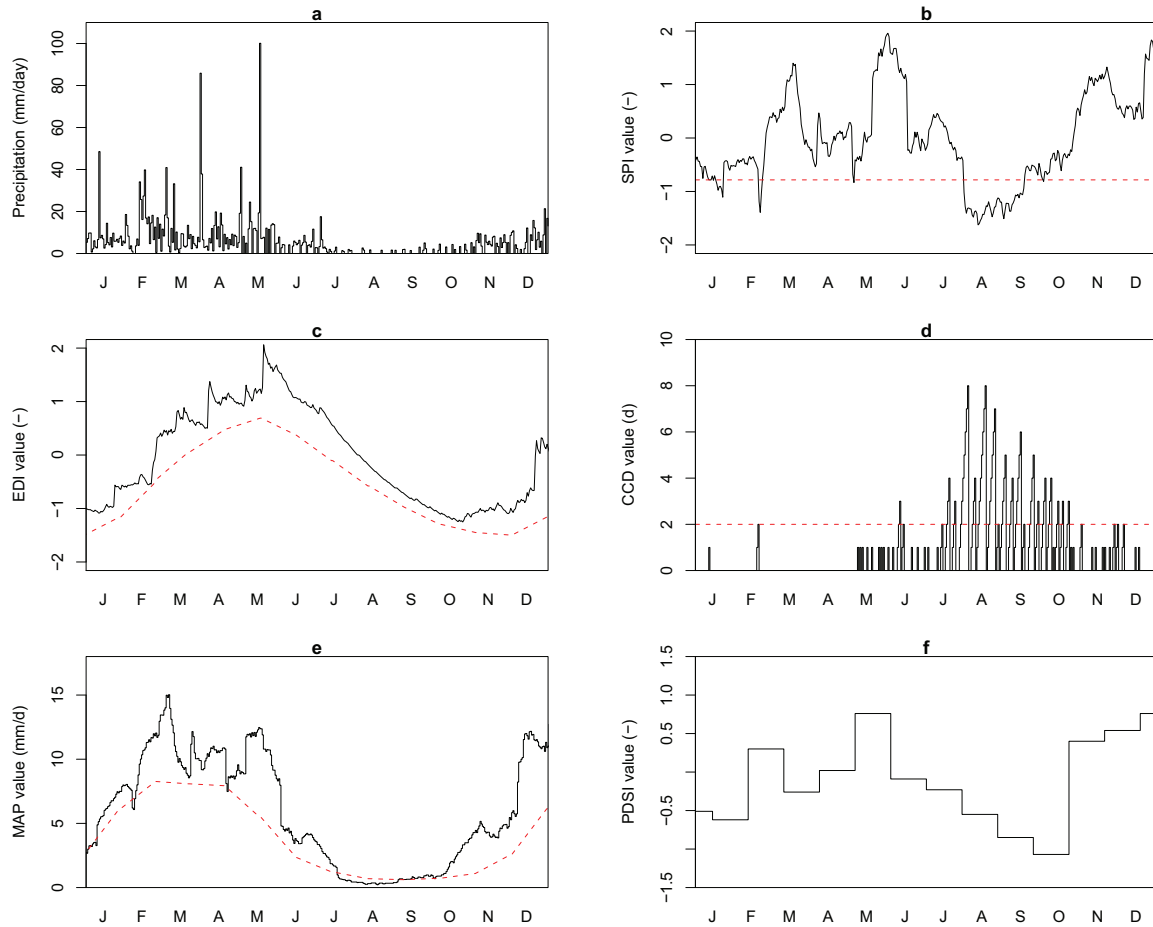 a
Precipitation (mm/day)
0 20 40 60 80 100
J F M A M J J A S O N D
b
SPI value (−)
−2 −1 0 1 2
J F M A M J J A S O N D
c
EDI value (−)
−2 −1 0 1 2
J F M A M J J A S O N D
d
CCD value (d)
0 2 4 6 8 10
J F M A M J J A S O N D
e
MAP value (mm/d)
0 5 10 15
J F M A M J J A S O N D
f
PDSI value (−)
−1.5 −0.5 0.5 1.0 1.5
J F M A M J J A S O N D